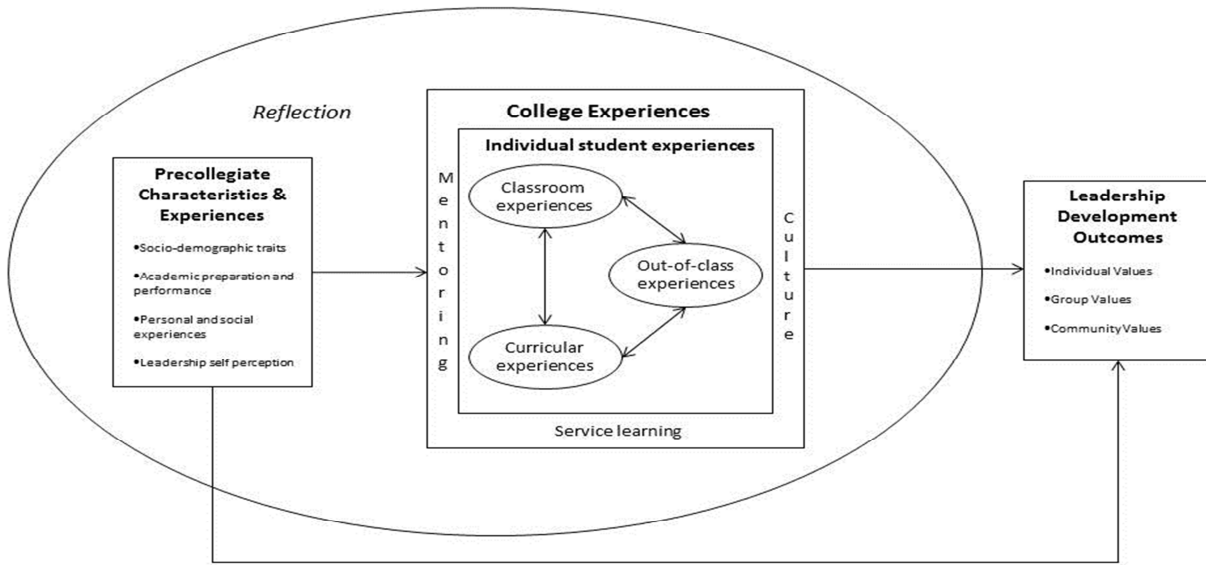 Reflection
Precollegiate
Characteristics &
Experiences
•Socio-demographic traits
•Academic preparation and
performance
•Personal and social
experiences
•Leadership self perception
College Experiences
Mentoring
Individual student experiences
Classroom
experiences
Out-of-class
experiences
Curricular
experiences
Culture
Service learning
Leadership
Development
Outcomes
•Individual Values
•Group Values
•Community Values